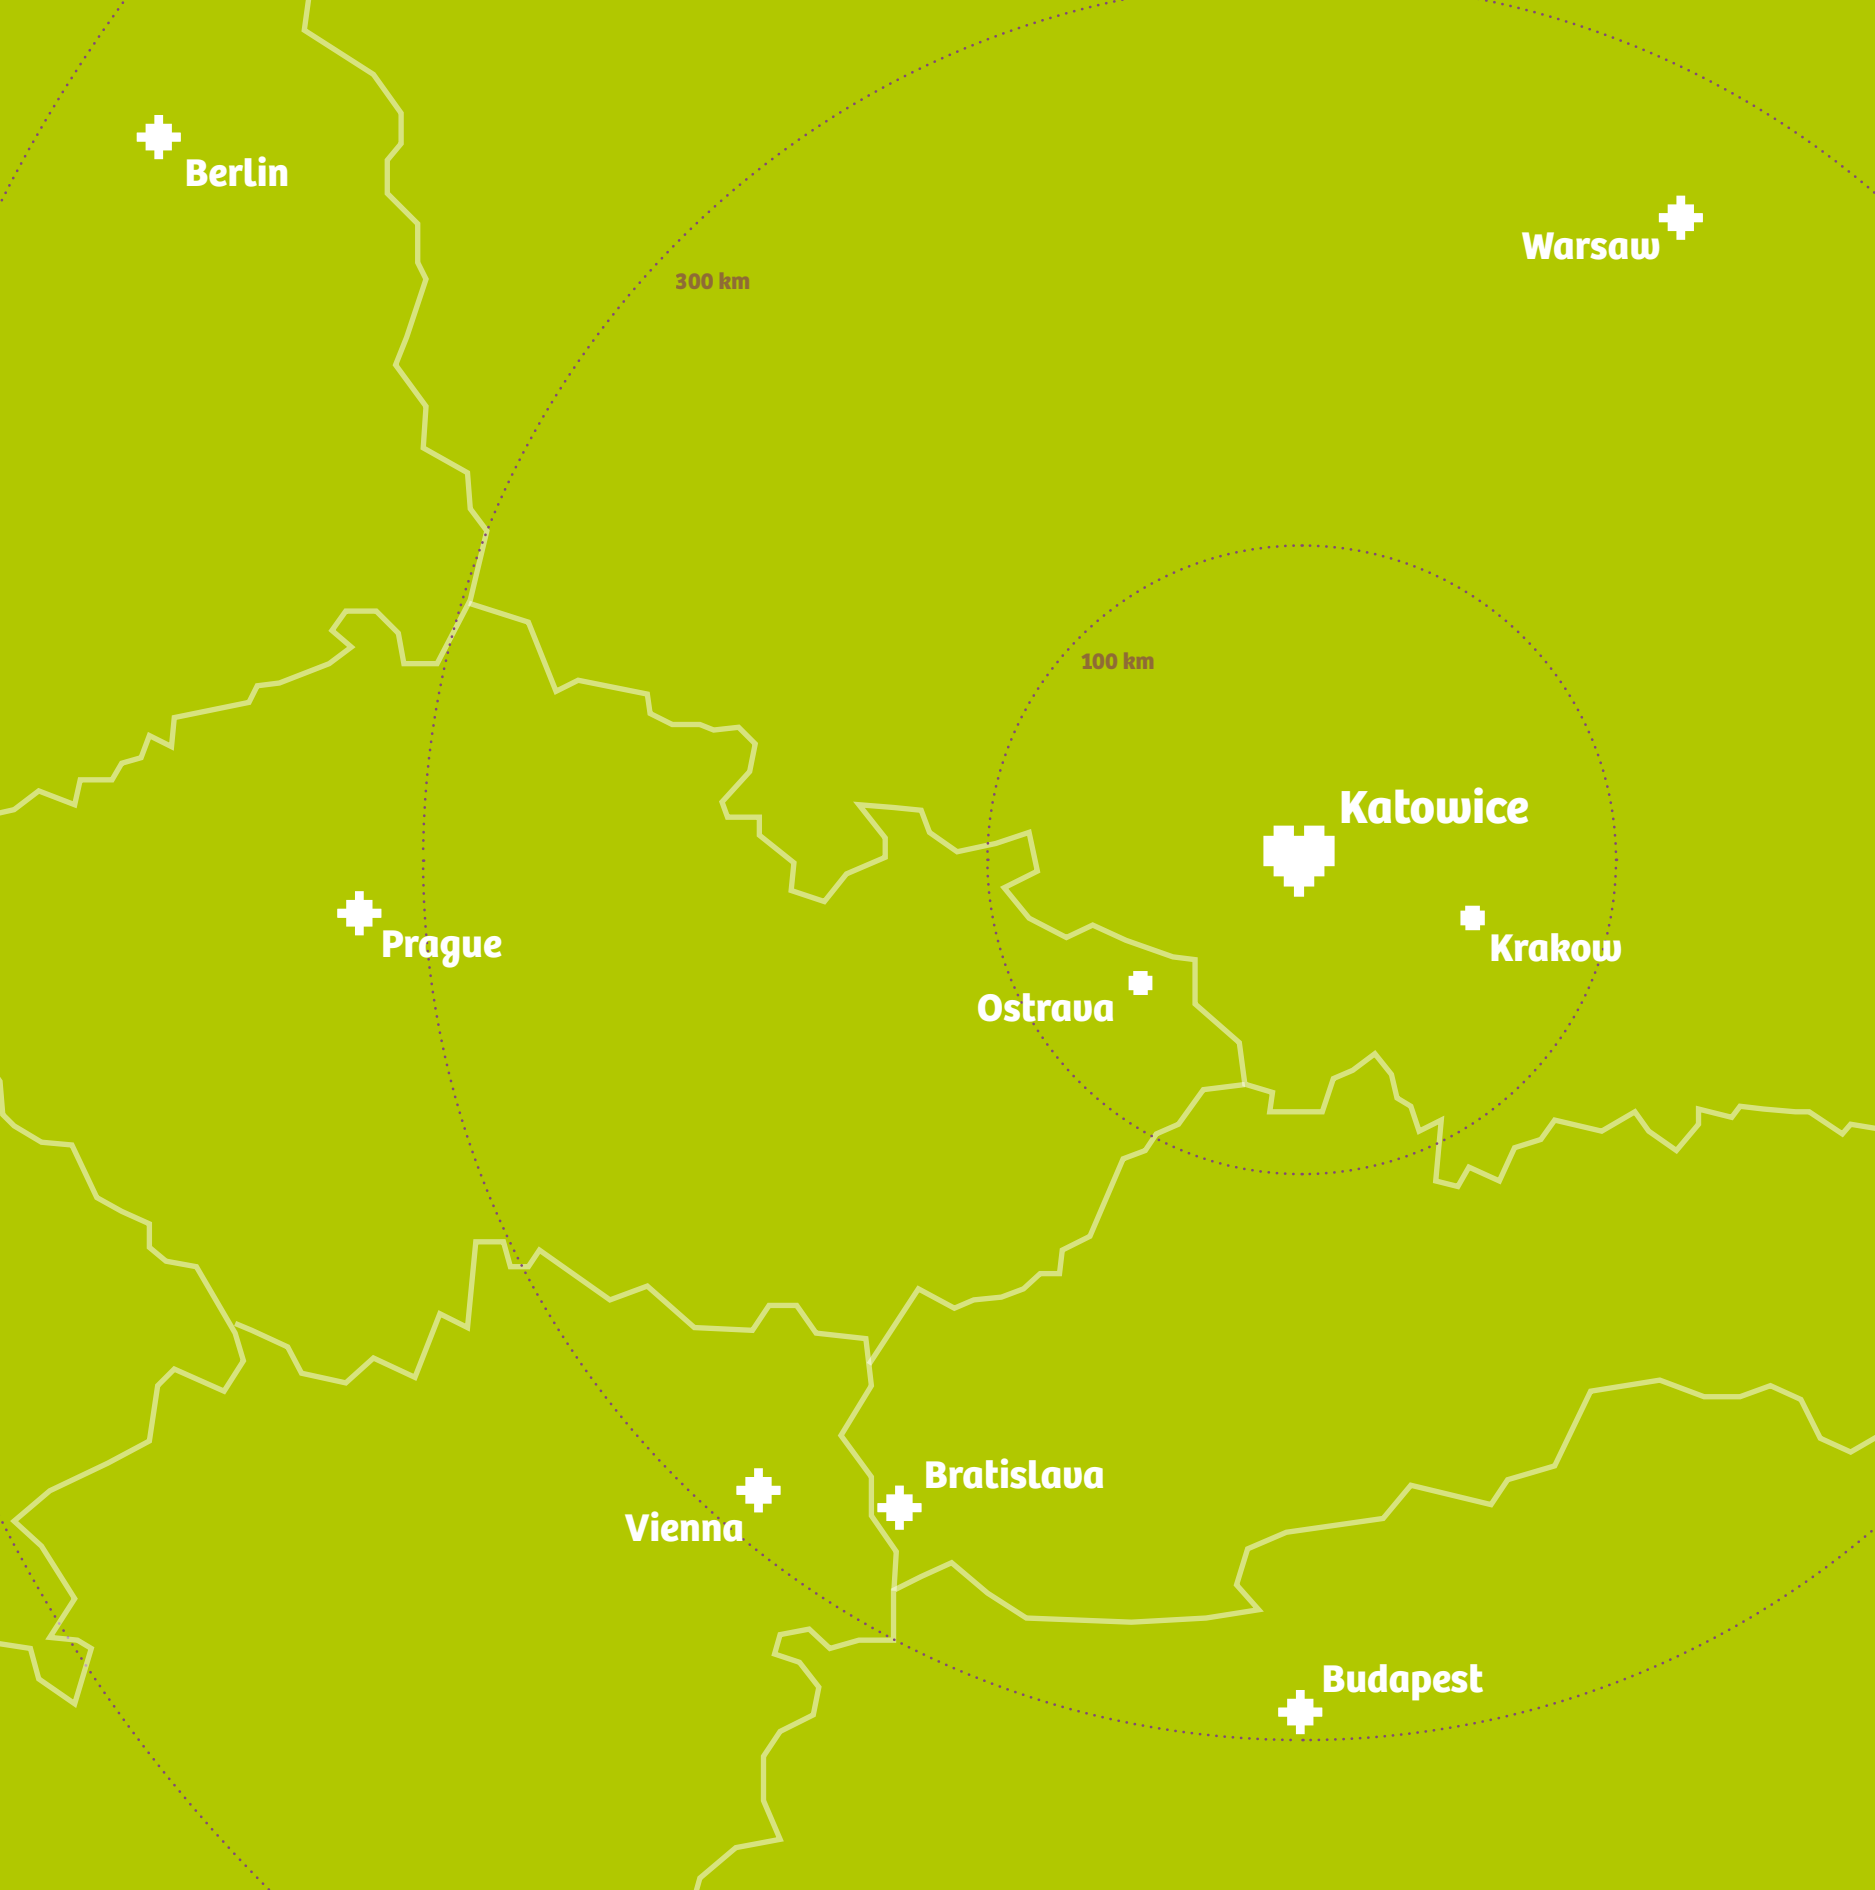 Berlin
Warsaw
300 km
100 km
Katowice
Prague
Krakow
Ostrava
Bratislava
Vienna
Budapest